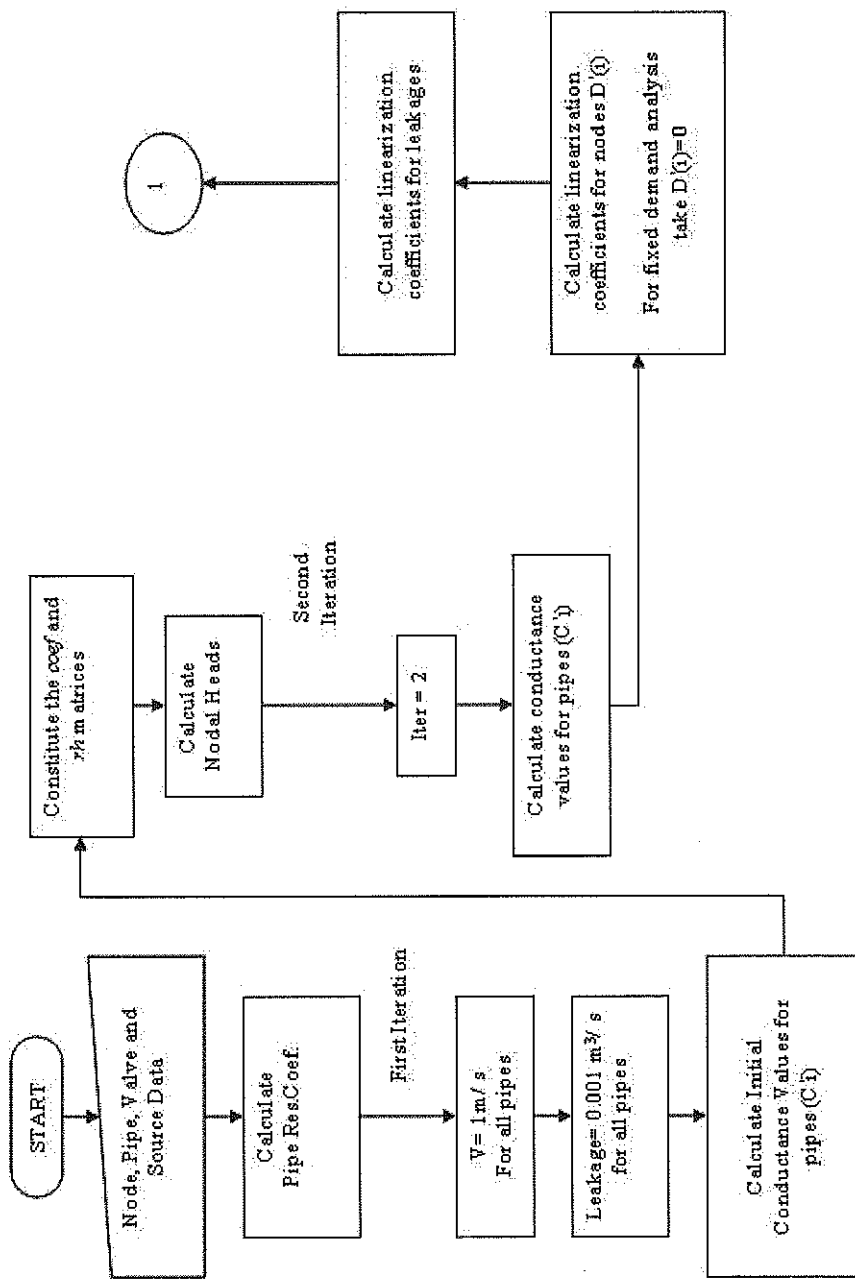 START
Node, Pipe, Valve and
Source Data
Calculate
Pipe Res.Coef.
First Iteration
V= 1 m/s
For all pipes
Leakage= 0.001 m³/s
for all pipes
Calculate Initial
Conductance Values for
pipes (C'i)
Constitute the coef and
rh matrices
Calculate
Nodal Heads
Second
Iteration
Iter = 2
Calculate conductance
values for pipes (C'i)
Calculate linearization
coefficients for nodes D'(i)
For fixed demand analysis
take D'(i)=0
Calculate linearization
coefficients for leakages
1